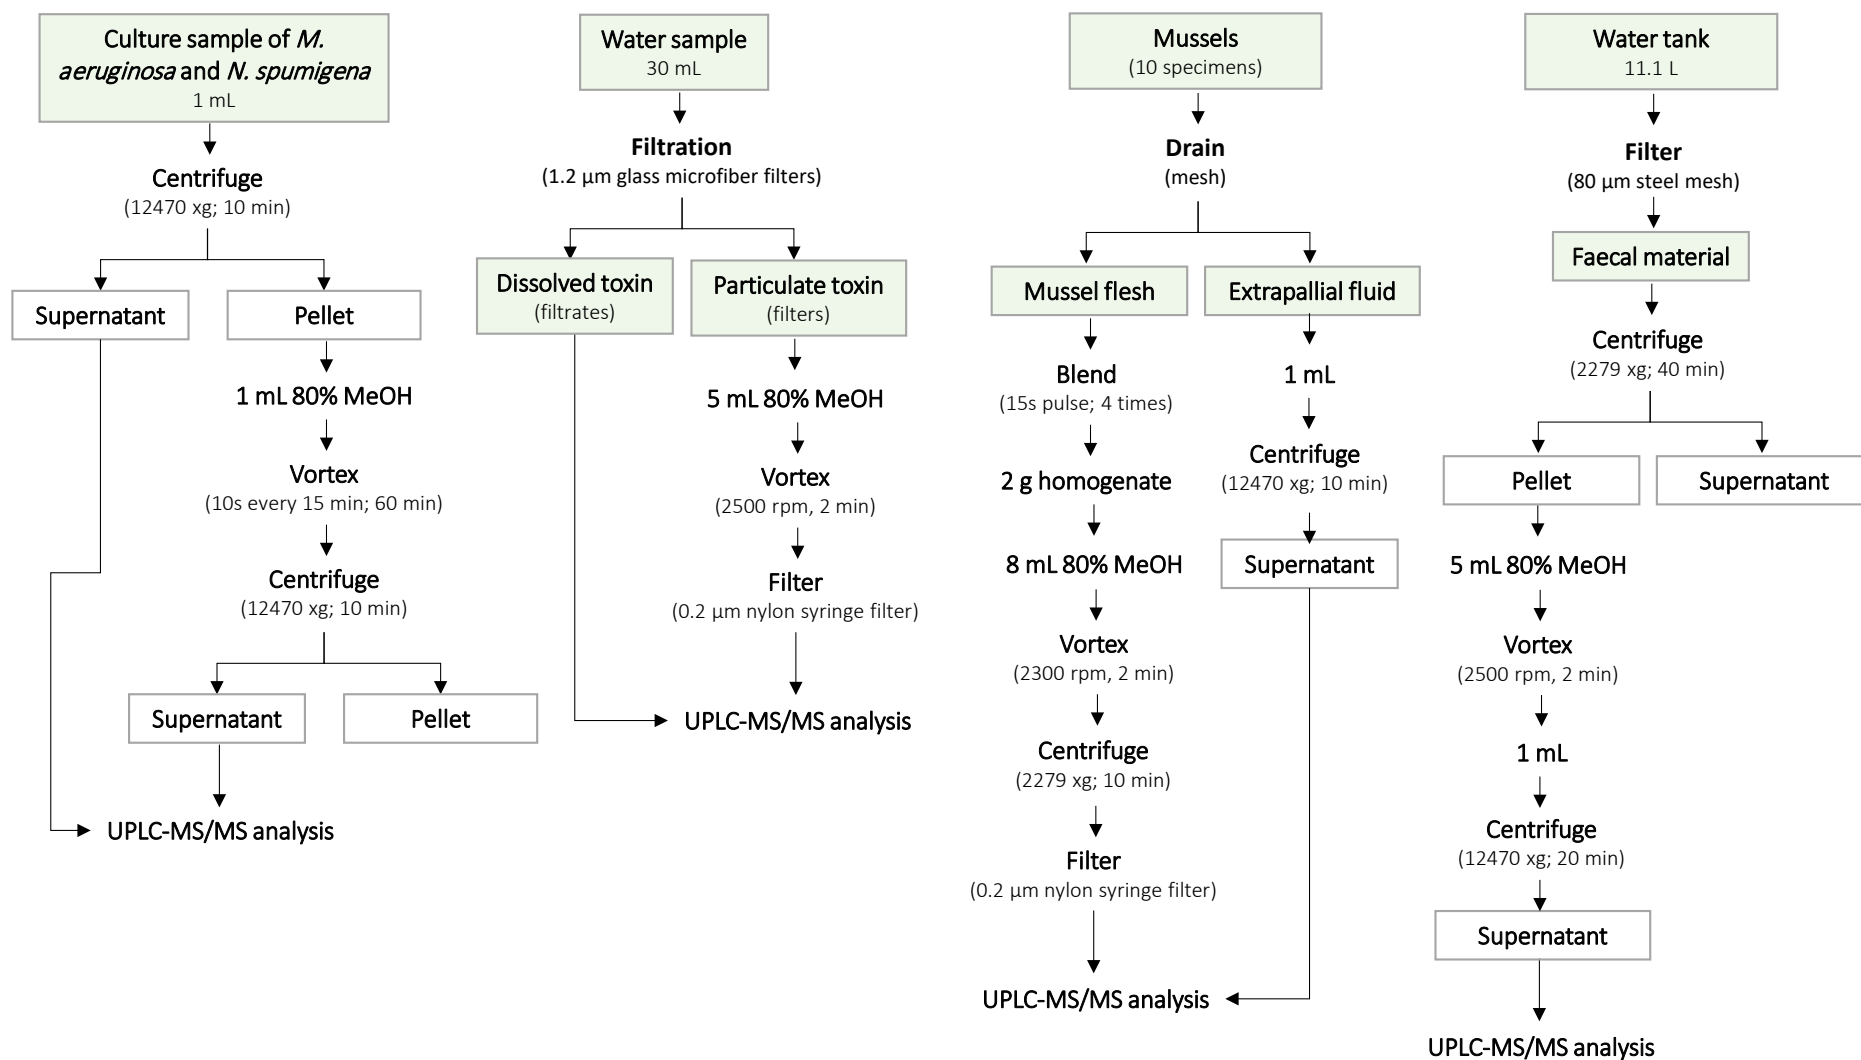 Culture sample of M.
aeruginosa and N. spumigena
1 mL
Centrifuge
(12470 xg; 10 min)
Supernatant
Pellet
1 mL 80% MeOH
Vortex
(10s every 15 min; 60 min)
Centrifuge
(12470 xg; 10 min)
Supernatant
Pellet
UPLC-MS/MS analysis
Water sample
30 mL
Filtration
(1.2 µm glass microfiber filters)
Dissolved toxin
(filtrates)
Particulate toxin
(filters)
5 mL 80% MeOH
Vortex
(2500 rpm, 2 min)
Filter
(0.2 µm nylon syringe filter)
UPLC-MS/MS analysis
Mussels
(10 specimens)
Drain
(mesh)
Mussel flesh
Blend
(15s pulse; 4 times)
2 g homogenate
8 mL 80% MeOH
Vortex
(2300 rpm, 2 min)
Centrifuge
(2279 xg; 10 min)
Filter
(0.2 µm nylon syringe filter)
Extrapallial fluid
1 mL
Centrifuge
(12470 xg; 10 min)
Supernatant
UPLC-MS/MS analysis
Water tank
11.1 L
Filter
(80 µm steel mesh)
Faecal material
Centrifuge
(2279 xg; 40 min)
Pellet
Supernatant
5 mL 80% MeOH
Vortex
(2500 rpm, 2 min)
1 mL
Centrifuge
(12470 xg; 20 min)
Supernatant
UPLC-MS/MS analysis